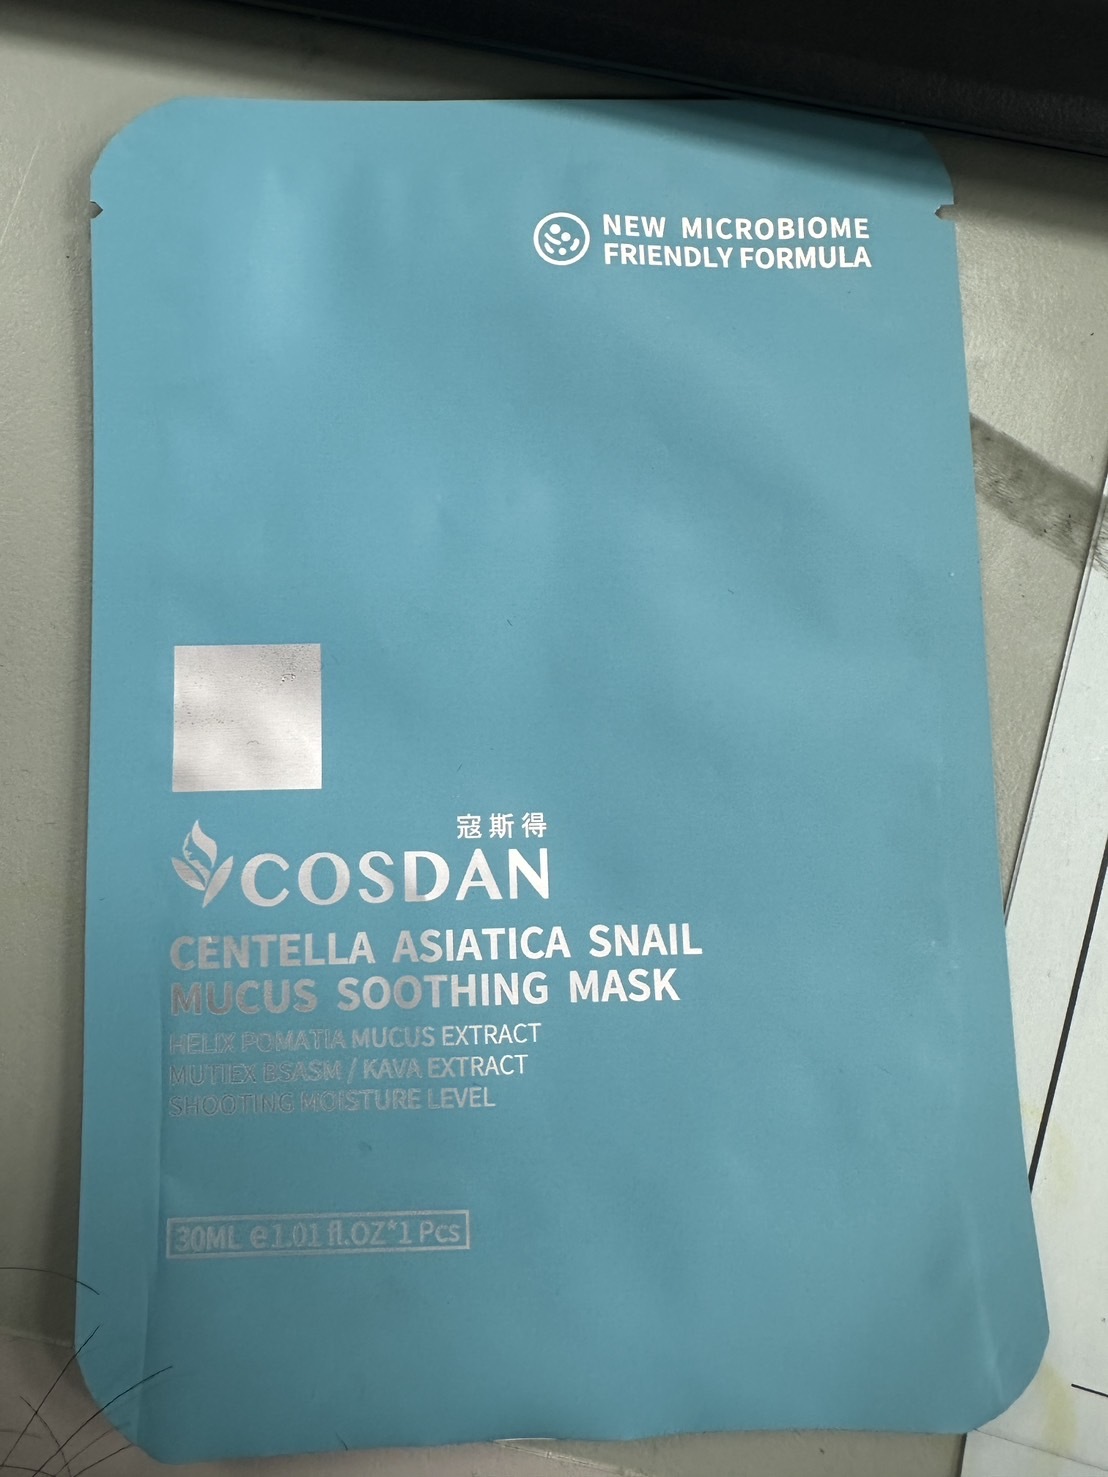 NEW MICROBIOME
FRIENDLY FORMULA
寇斯得
COSDAN
CENTELLA ASIATICA SNAIL
MUCUS SOOTHING MASK
HELIX POMATIA MUCUS EXTRACT
MUTIEX BSASM / KAVA EXTRACT
SHOOTING MOISTURE LEVEL
30ML ℮1.01 fl.OZ*1 Pcs